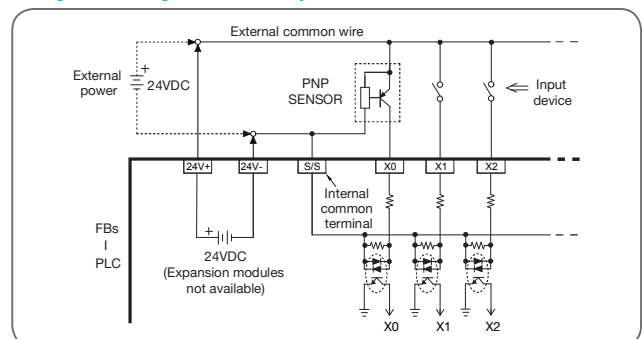 External common wire
External
power
+
24VDC
PNP
SENSOR
Input
device
24V+
24V-
S/S
X0
X1
X2
Internal
common
terminal
FBs
I
PLC
+
24VDC
(Expansion modules
not available)
X0
X1
X2